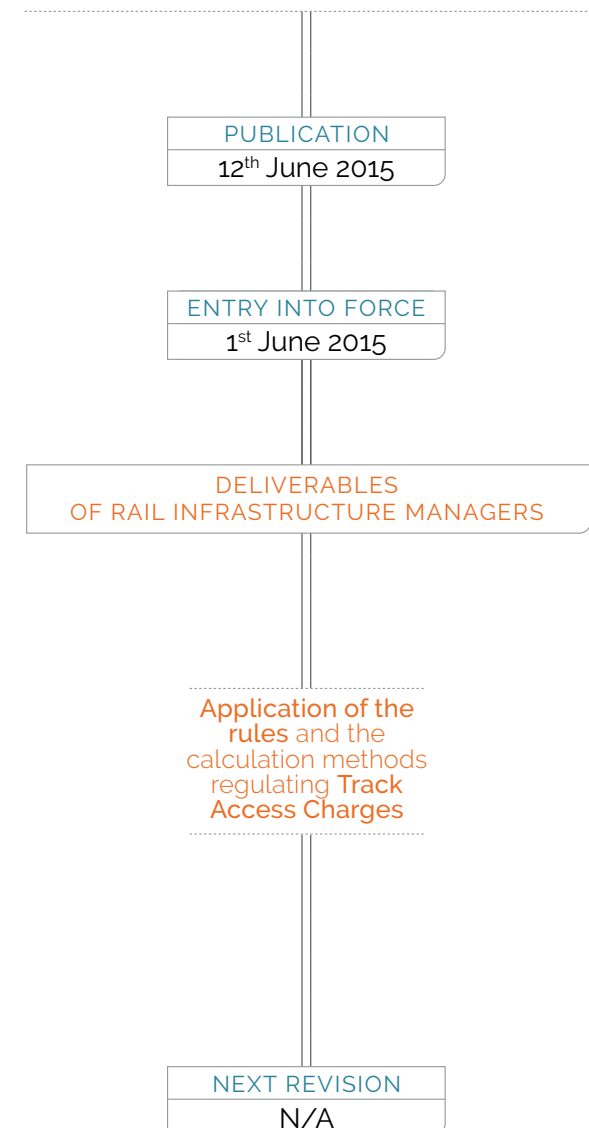 PUBLICATION
12th June 2015
ENTRY INTO FORCE
1st June 2015
DELIVERABLES
OF RAIL INFRASTRUCTURE MANAGERS
Application of the
rules and the
calculation methods
regulating Track
Access Charges
NEXT REVISION
N/A